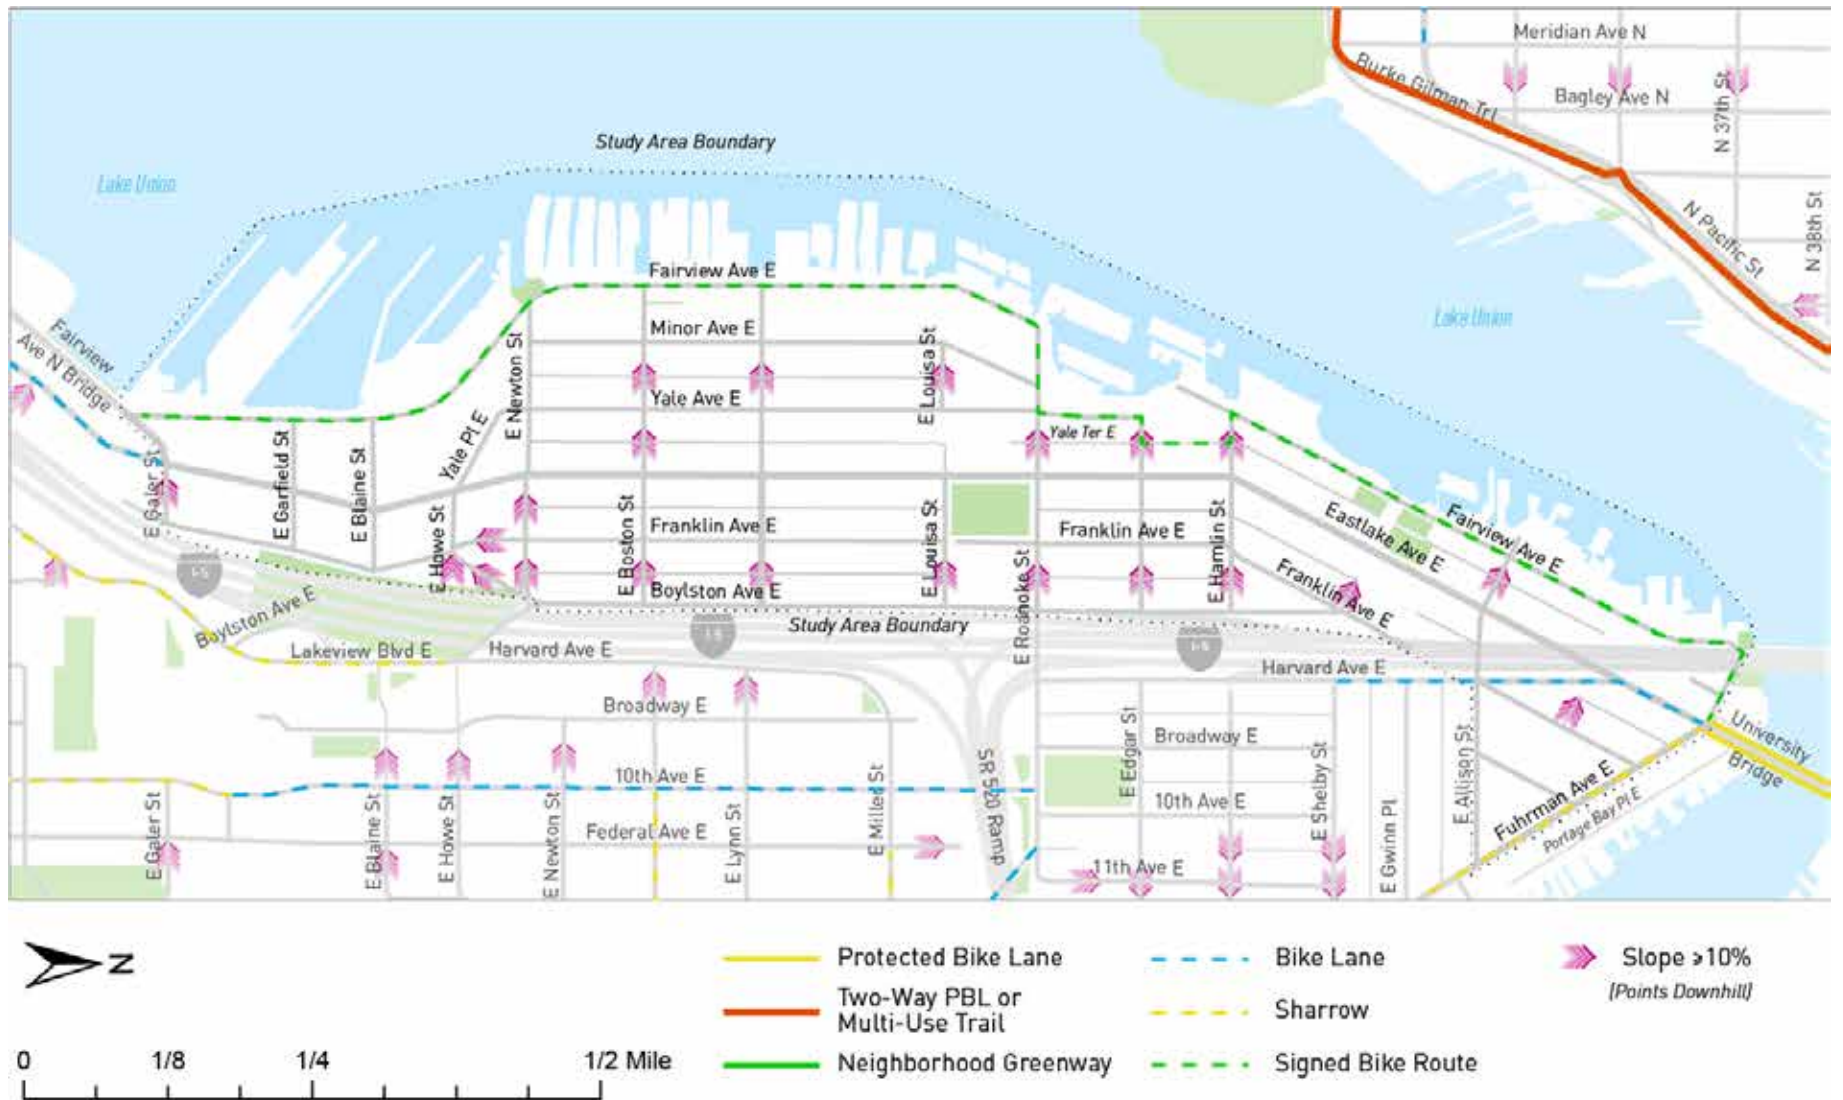 Meridian Ave N
Burke Gilman Trl
Bagley Ave N
N 37th St
Study Area Boundary
Lake Union
N Pacific St
N 38th St
Fairview Ave E
Lake Union
Fairview
Ave N Bridge
Minor Ave E
E Newton St
E Louisa St
Yale Ave E
Yale Pl E
Yale Ter E
E Galer St
E Garfield St
E Blaine St
E Howe St
E Boston St
Franklin Ave E
E Louisa St
Franklin Ave E
E Hamlin St
Eastlake Ave E
Fairview Ave E
Franklin Ave E
E Roanoke St
I-5
Boylston Ave E
Boylston Ave E
Study Area Boundary
I-5
I-5
Lakeview Blvd E
Harvard Ave E
Harvard Ave E
Broadway E
E Edgar St
Broadway E
E Shelby St
E Allison St
University
Bridge
SR 520 Ramp
10th Ave E
10th Ave E
E Galer St
E Blaine St
E Howe St
E Newton St
Federal Ave E
E Lynn St
E Miller St
11th Ave E
E Gwinn Pl
Fuhrman Ave E
Portage Bay Pl E
N
Protected Bike Lane
Two-Way PBL or
Multi-Use Trail
Neighborhood Greenway
Bike Lane
Sharrow
Signed Bike Route
Slope ≥10%
(Points Downhill)
0 1/8 1/4 1/2 Mile